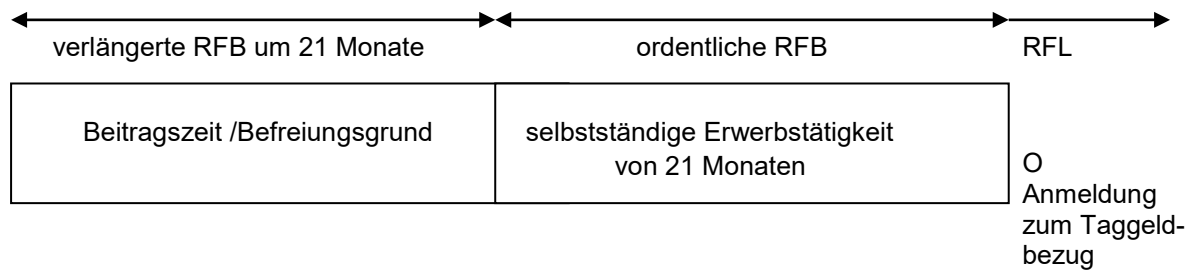 verlängerte RFB um 21 Monate ordentliche RFB RFL
Beitragszeit /Befreiungsgrund
selbstständige Erwerbstätigkeit
von 21 Monaten
O
Anmeldung
zum Taggeld-
bezug